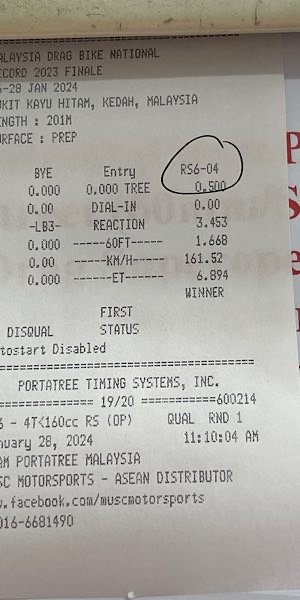 ALAYSIA DRAG BIKE NATIONAL
ECORD 2023 FINALE
6-28 JAN 2024
UKIT KAYU HITAM, KEDAH, MALAYSIA
ENGTH : 201M
URFACE : PREP
BYE Entry RS6-04
0.000 0.000 TREE 0.500
0.00 DIAL-IN 0.00
-LB3- REACTION 3.453
0.000 -----60FT----- 1.668
0.00 -----KM/H----- 161.52
0.000 ------ET------ 6.894
WINNER
FIRST
DISQUAL STATUS
tostart Disabled
PORTATREE TIMING SYSTEMS, INC.
============ 19/20 ===========600214
6 - 4T<160cc RS (OP) QUAL RND 1
nuary 28, 2024 11:10:04 AM
AM PORTATREE MALAYSIA
SC MOTORSPORTS - ASEAN DISTRIBUTOR
w.facebook.com/muscmotorsports
016-6681490